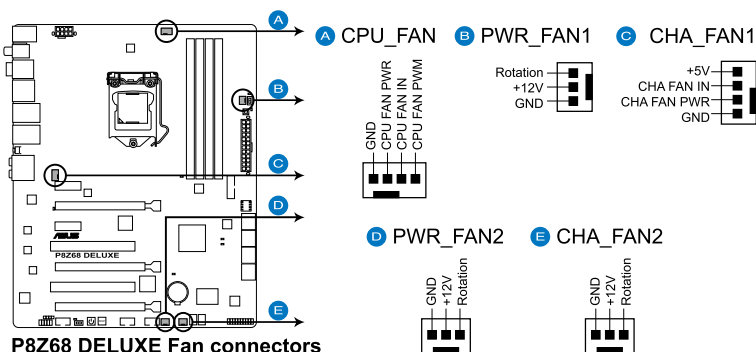 A
A CPU_FAN
GND
CPU FAN PWR
CPU FAN IN
CPU FAN PWM
B
B PWR_FAN1
Rotation
+12V
GND
C
C CHA_FAN1
+5V
CHA FAN IN
CHA FAN PWR
GND
D
D PWR_FAN2
GND
+12V
Rotation
E
E CHA_FAN2
GND
+12V
Rotation
ASUS
P8Z68 DELUXE
P8Z68 DELUXE Fan connectors